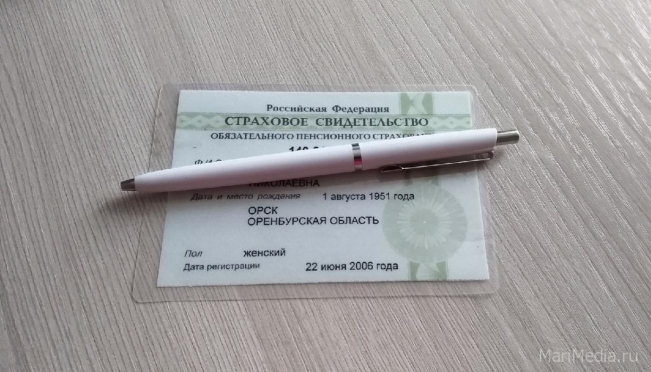 Российская Федерация
СТРАХОВОЕ СВИДЕТЕЛЬСТВО
ОБЯЗАТЕЛЬНОГО ПЕНСИОННОГО
НИКОЛАЕВНА
Дата и место рождения 1 августа 1951 года
ОРСК
ОРЕНБУРСКАЯ ОБЛАСТЬ
Пол женский
Дата регистрации 22 июня 2006 года
MariMedia.ru